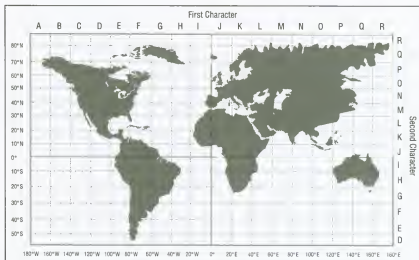 First Character
A B C D E F G H I J K L M N O P Q R
80°N
70°N
60°N
50°N
40°N
30°N
20°N
10°N
0°
10°S
20°S
30°S
40°S
50°S
R
Q
P
O
N
M
L
K
J
I
H
G
F
E
D
Second Character
180°W 160°W 140°W 120°W 100°W 80°W 60°W 40°W 20°W 0° 20°E 40°E 60°E 80°E 100°E 120°E 140°E 160°E 180°E